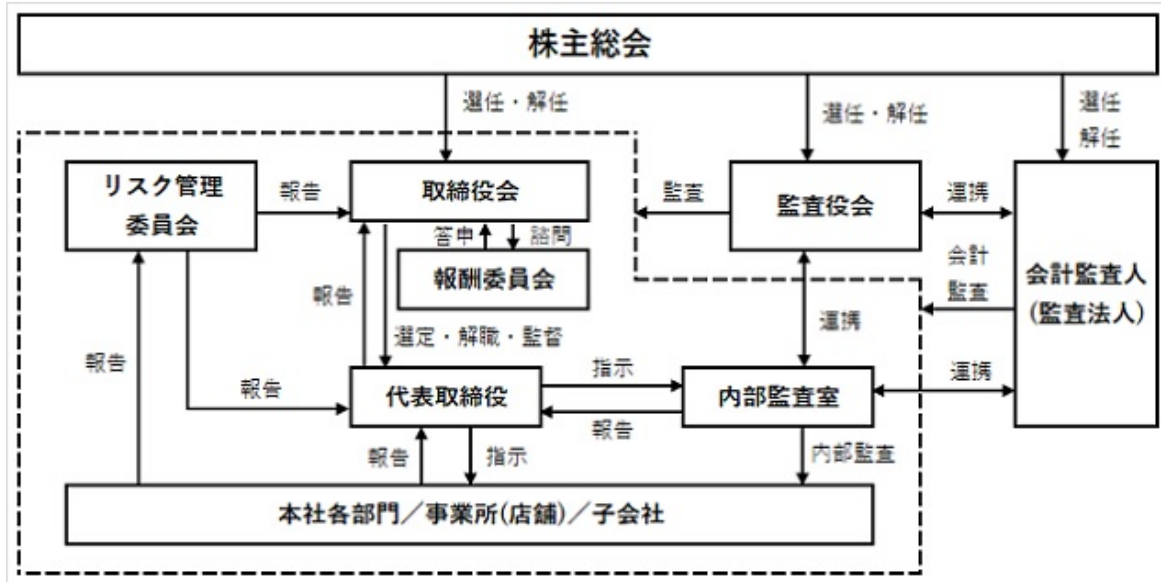 株主総会
選任・解任
選任・解任
選任
解任
リスク管理
委員会
報告
取締役会
監査
監査役会
連携
答申
諮問
報酬委員会
会計
監査
会計監査人
(監査法人)
報告
選定・解職・監督
連携
報告
報告
代表取締役
指示
報告
内部監査室
連携
報告
指示
内部監査
本社各部門／事業所(店舗)／子会社